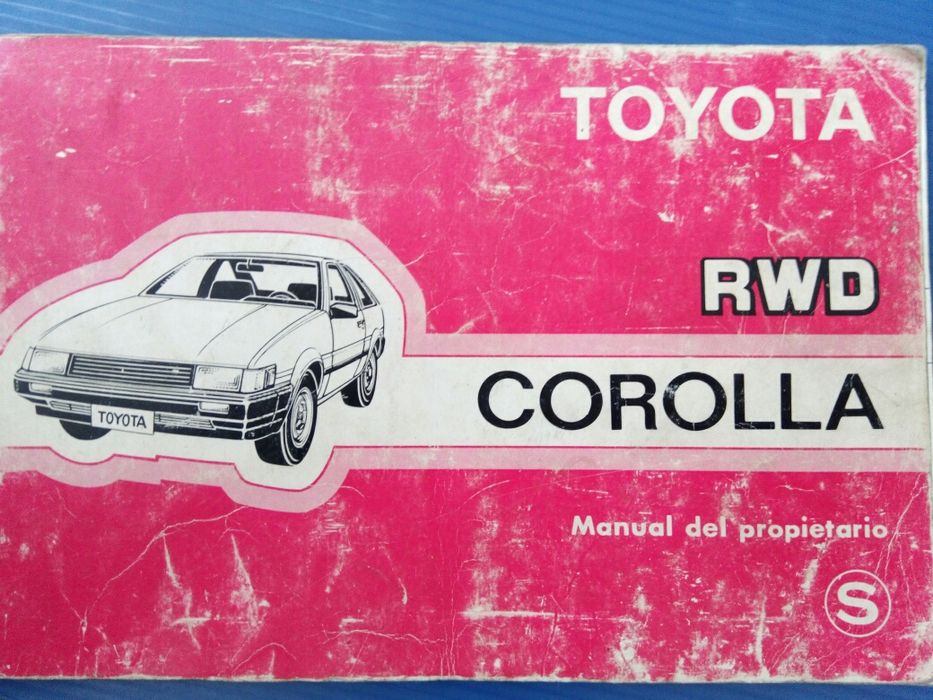 TOYOTA
RWD
COROLLA
TOYOTA
Manual del propietario
S